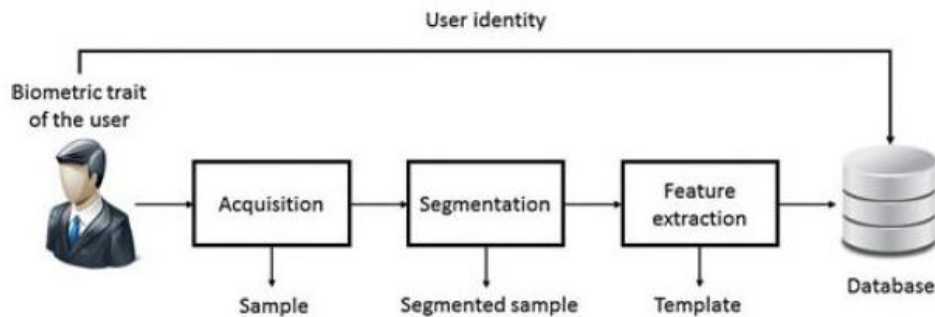 User identity
Biometric trait
of the user
Acquisition
Segmentation
Feature
extraction
Sample
Segmented sample
Template
Database